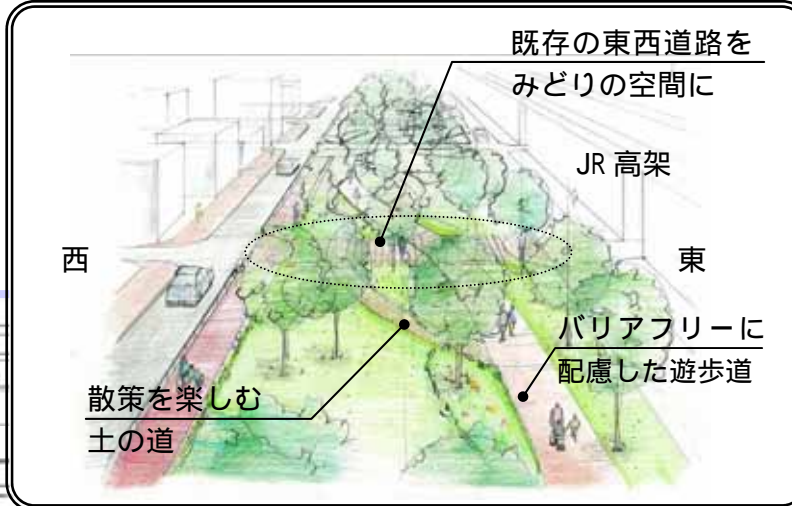 既存の東西道路を
みどりの空間に
JR 高架
西
東
バリアフリーに
配慮した遊歩道
散策を楽しむ
土の道